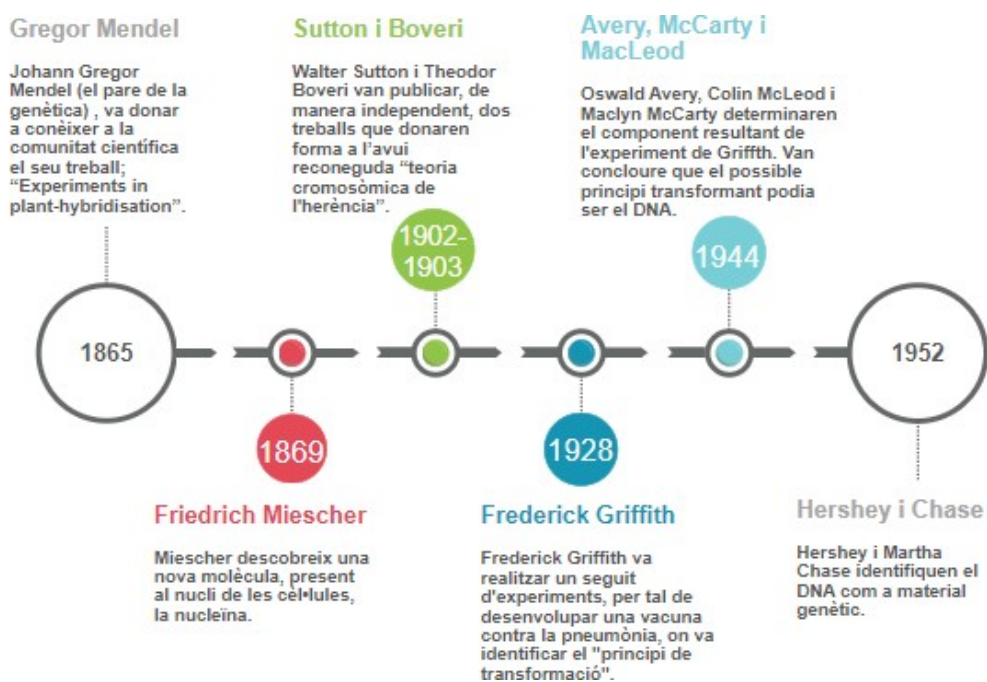 Gregor Mendel
Johann Gregor
Mendel (el pare de la
genètica) , va donar
a conèixer a la
comunitat científica
el seu treball;
“Experiments in
plant-hybridisation”.
1865
1869
Friedrich Miescher
Miescher descobreix una
nova molècula, present
al nucli de les cèl•lules,
la nucleïna.
Sutton i Boveri
Walter Sutton i Theodor
Boveri van publicar, de
manera independent, dos
treballs que donaren
forma a l’avui
reconeguda “teoria
cromosòmica de
l'herència”.
1902-
1903
1928
Frederick Griffith
Frederick Griffith va
realitzar un seguit
d'experiments, per tal de
desenvolupar una vacuna
contra la pneumònia, on va
identificar el "principi de
transformació".
Avery, McCarty i
MacLeod
Oswald Avery, Colin McLeod i
Maclyn McCarty determinaren
el component resultant de
l'experiment de Griffth. Van
concloure que el possible
principi transformant podia
ser el DNA.
1944
1952
Hershey i Chase
Hershey i Martha
Chase identifiquen el
DNA com a material
genètic.